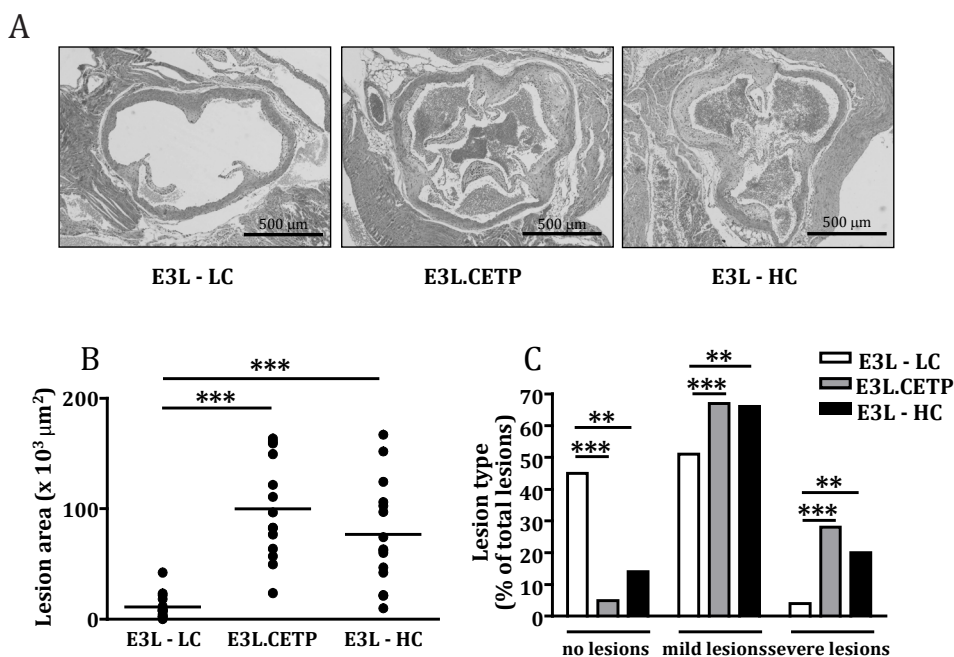 A
500 μm
500 μm
500 μm
E3L - LC
E3L.CETP
E3L - HC
B
***
***
200
100
0
Lesion area (x 10³ μm²)
E3L - LC
E3L.CETP
E3L - HC
C
E3L - LC
E3L.CETP
E3L - HC
**
***
**
***
**
***
70
60
50
40
30
20
10
0
Lesion type
(% of total lesions)
no lesions
mild lesions
severe lesions